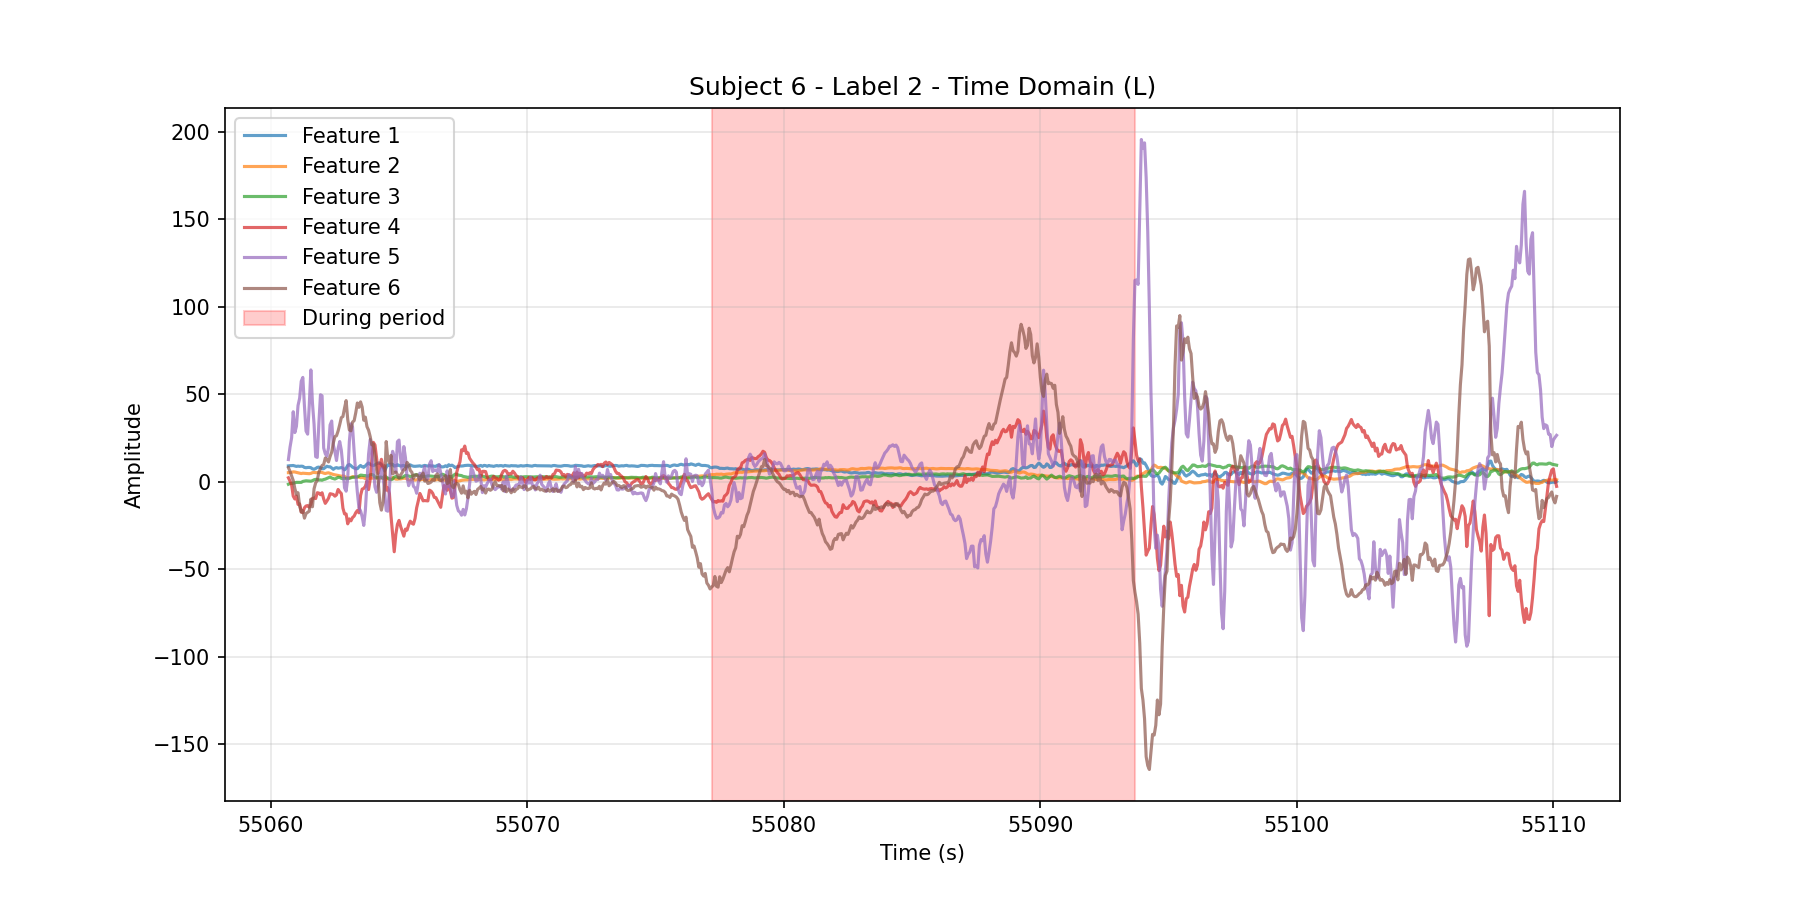 Subject 6 - Label 2 - Time Domain (L)
Feature 1
Feature 2
Feature 3
Feature 4
Feature 5
Feature 6
During period
200
150
100
50
0
−50
−100
−150
Amplitude
55060 55070 55080 55090 55100 55110
Time (s)